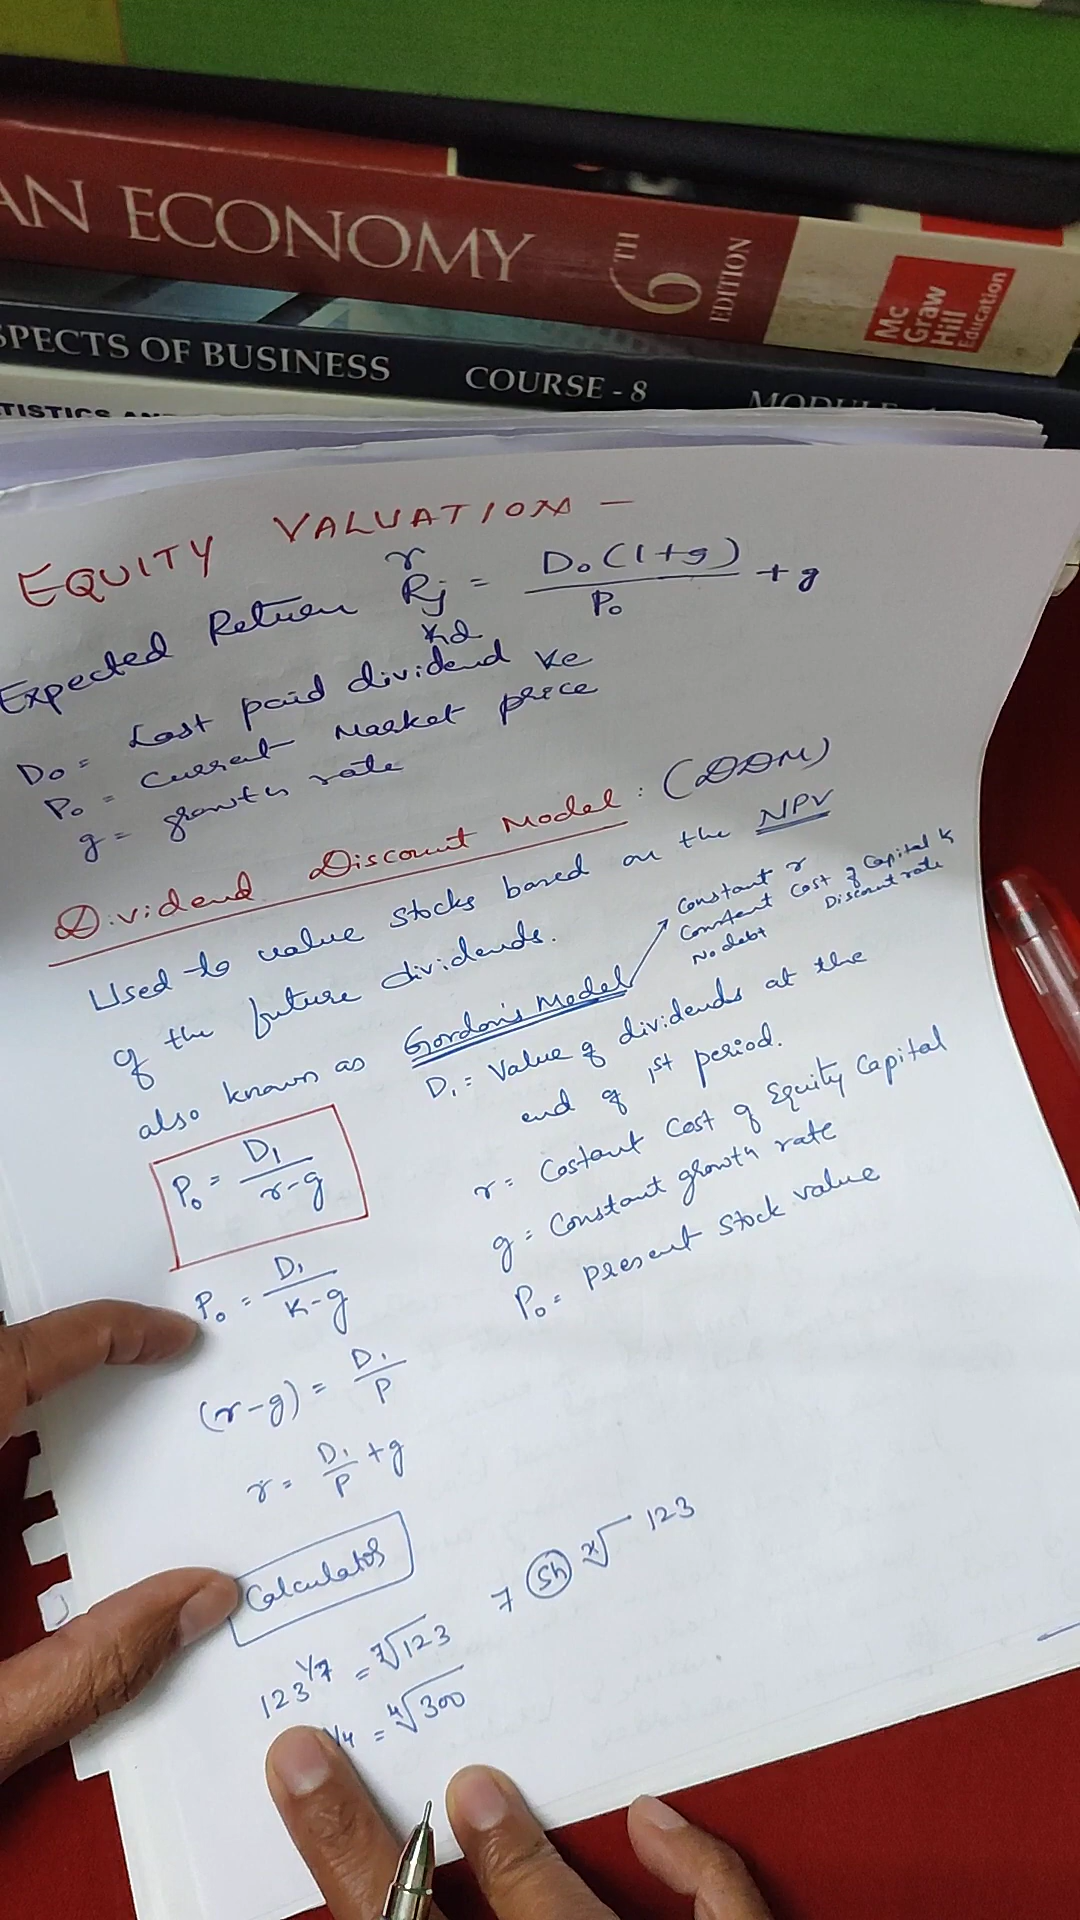 AN ECONOMY 6TH EDITION
Mc Graw Hill Education
SPECTS OF BUSINESS COURSE - 8
EQUITY VALUATION -
Expected Return r Rj = D₀(1+g) / P₀ + g
kd
ke
D₀ = Last paid dividend
P₀ = Current Market price
g = growth rate
Dividend Discount Model: (DDM)
Used to value stocks based on the NPV
of the future dividends.
also known as Gordon's Model
Constant r
Constant Cost of Capital k
Discount rate
No debt
P₀ = D₁ / r-g
D₁ = Value of dividends at the
end of 1st period.
r = Costant Cost of Equity Capital
g = Constant growth rate
P₀ = present stock value
P₀ = D₁ / k-g
(r-g) = D₁ / P
r = D₁ / P + g
Calculator
123^1/7 = ⁷√123 7 (Sh) ˣ√ 123
1/4 = ⁴√300